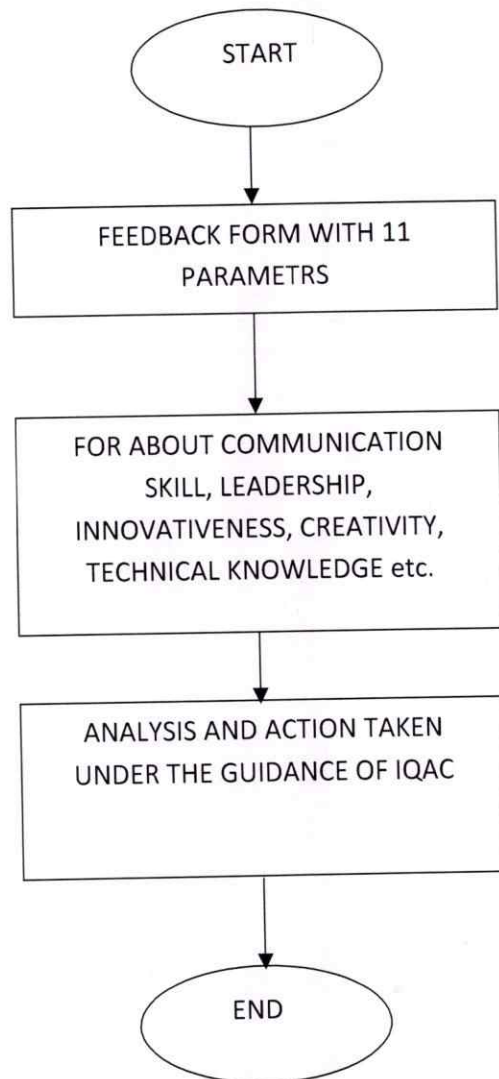 START
FEEDBACK FORM WITH 11
PARAMETRS
FOR ABOUT COMMUNICATION
SKILL, LEADERSHIP,
INNOVATIVENESS, CREATIVITY,
TECHNICAL KNOWLEDGE etc.
ANALYSIS AND ACTION TAKEN
UNDER THE GUIDANCE OF IQAC
END